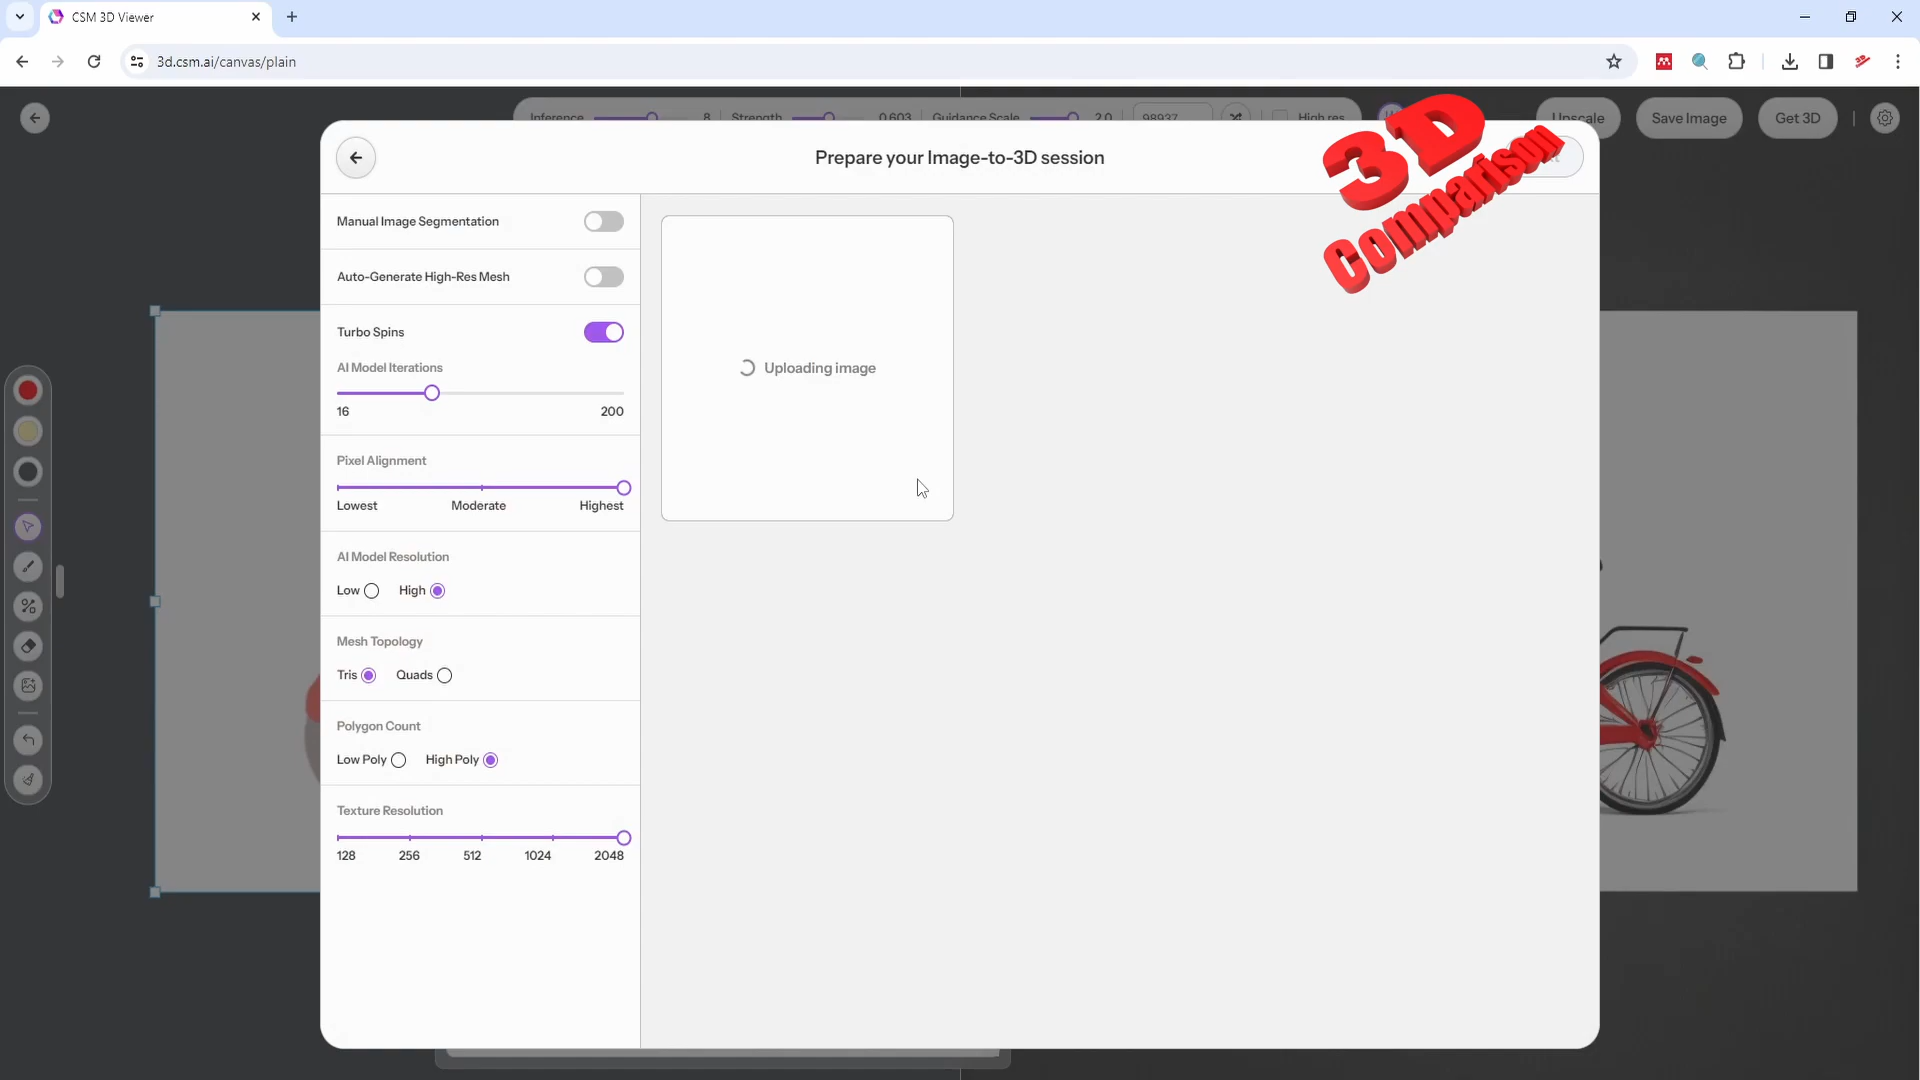 CSM 3D Viewer
3d.csm.ai/canvas/plain
Inference 8 Strength 0.603 Guidance Scale 2.0 98937 High res
Upscale
Save Image
Get 3D
Prepare your Image-to-3D session
3D
Comparison
Manual Image Segmentation
Auto-Generate High-Res Mesh
Turbo Spins
AI Model Iterations
16 200
Pixel Alignment
Lowest Moderate Highest
AI Model Resolution
Low High
Mesh Topology
Tris Quads
Polygon Count
Low Poly High Poly
Texture Resolution
128 256 512 1024 2048
Uploading image